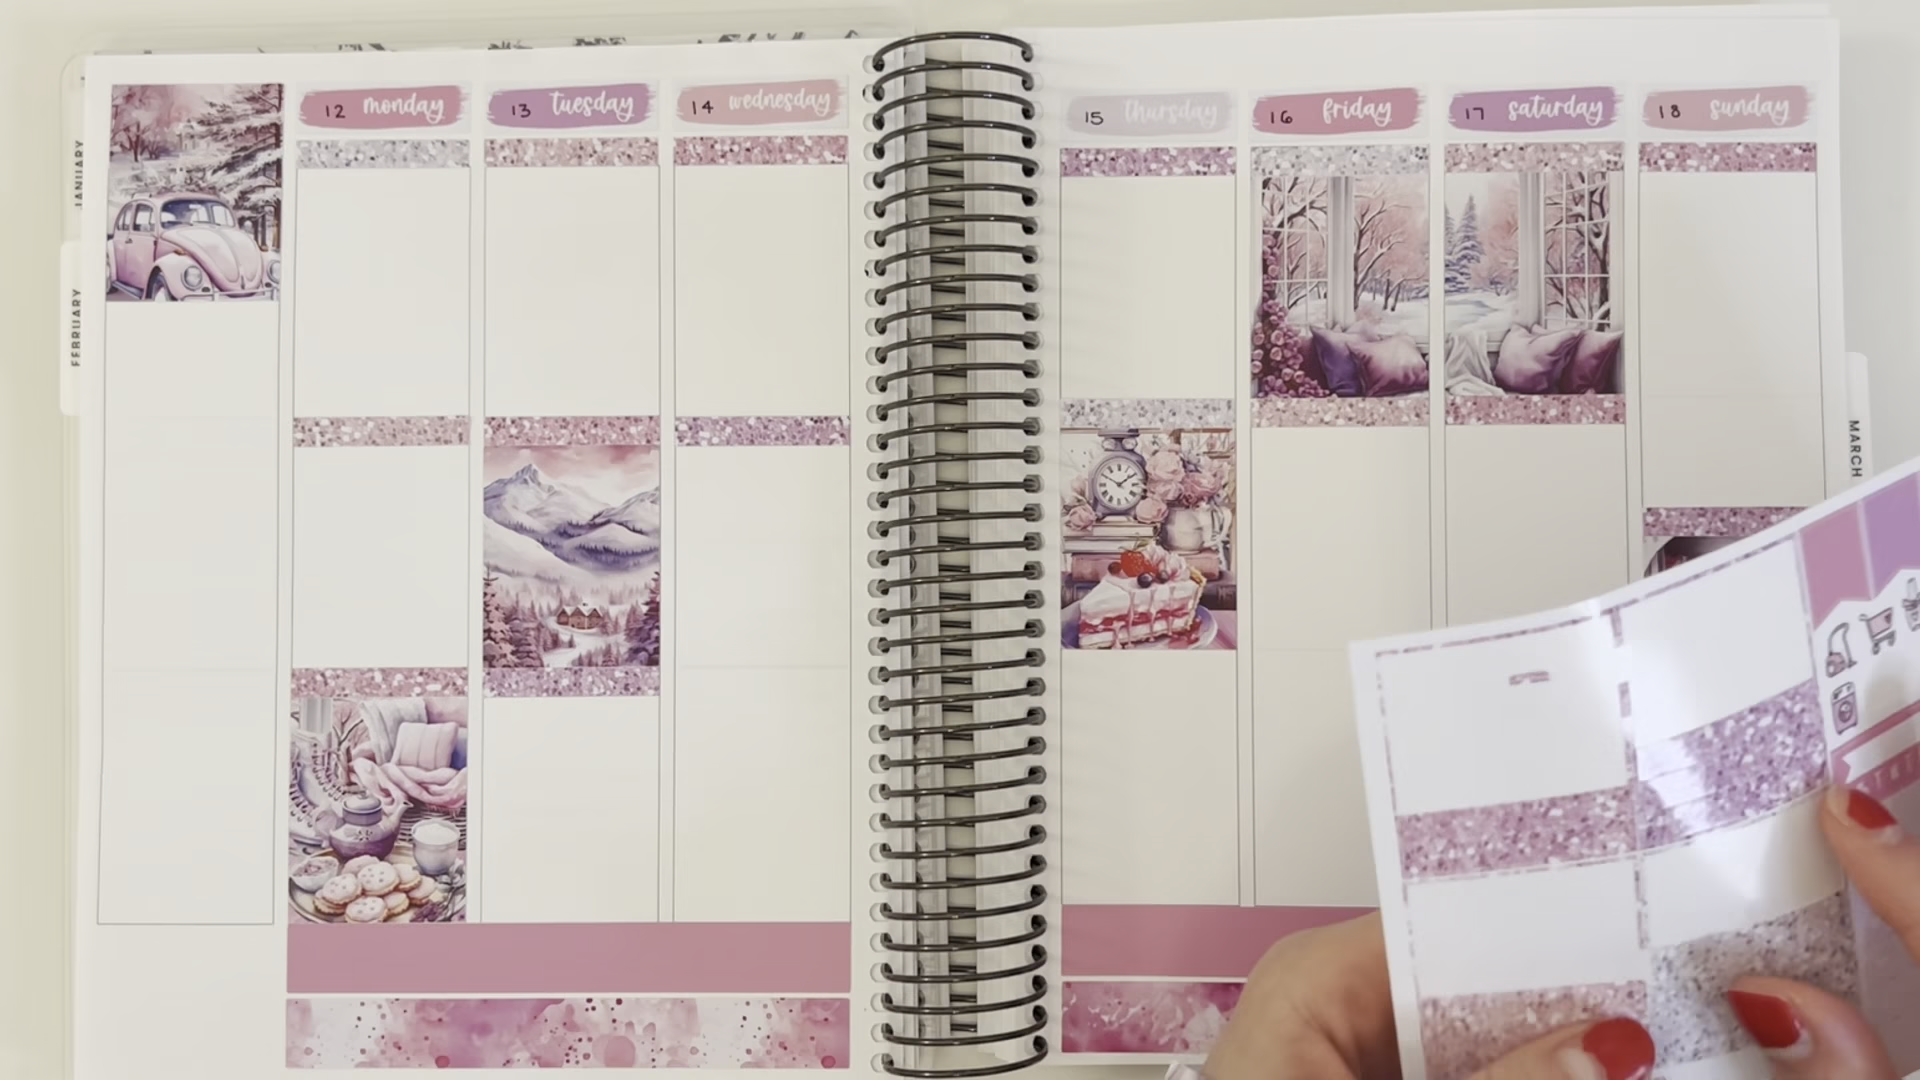 12 monday
13 tuesday
14 wednesday
15 thursday
16 friday
17 saturday
18 sunday
JANUARY
FEBRUARY
MARCH